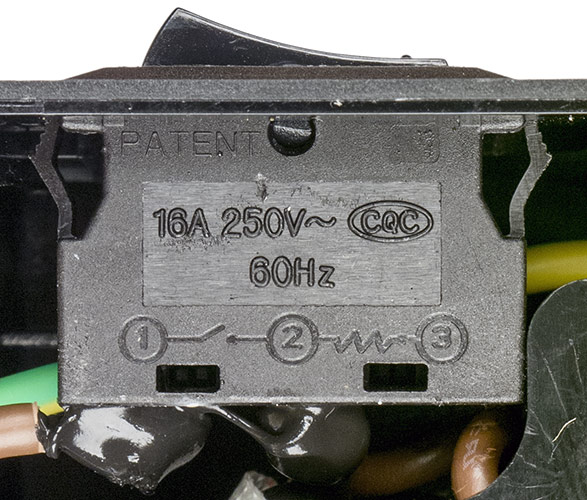 PATENT
16A 250V~ CQC
60Hz
1 2 3